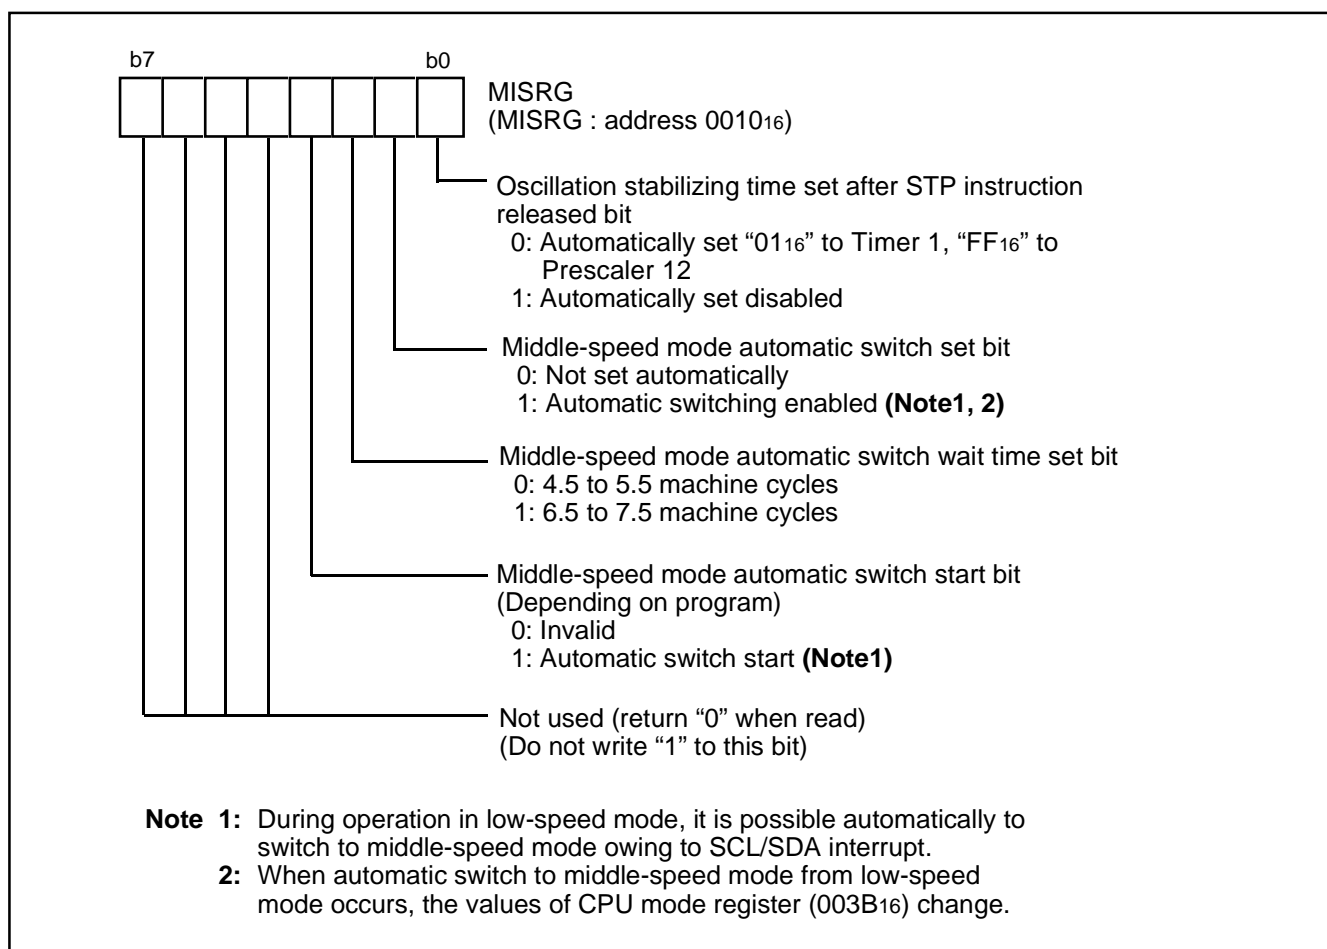 b7 b0
MISRG
(MISRG : address 0010₁₆)
Oscillation stabilizing time set after STP instruction
released bit
0: Automatically set “01₁₆” to Timer 1, “FF₁₆” to
Prescaler 12
1: Automatically set disabled
Middle-speed mode automatic switch set bit
0: Not set automatically
1: Automatic switching enabled (Note1, 2)
Middle-speed mode automatic switch wait time set bit
0: 4.5 to 5.5 machine cycles
1: 6.5 to 7.5 machine cycles
Middle-speed mode automatic switch start bit
(Depending on program)
0: Invalid
1: Automatic switch start (Note1)
Not used (return “0” when read)
(Do not write “1” to this bit)
Note 1: During operation in low-speed mode, it is possible automatically to
switch to middle-speed mode owing to SCL/SDA interrupt.
2: When automatic switch to middle-speed mode from low-speed
mode occurs, the values of CPU mode register (003B₁₆) change.